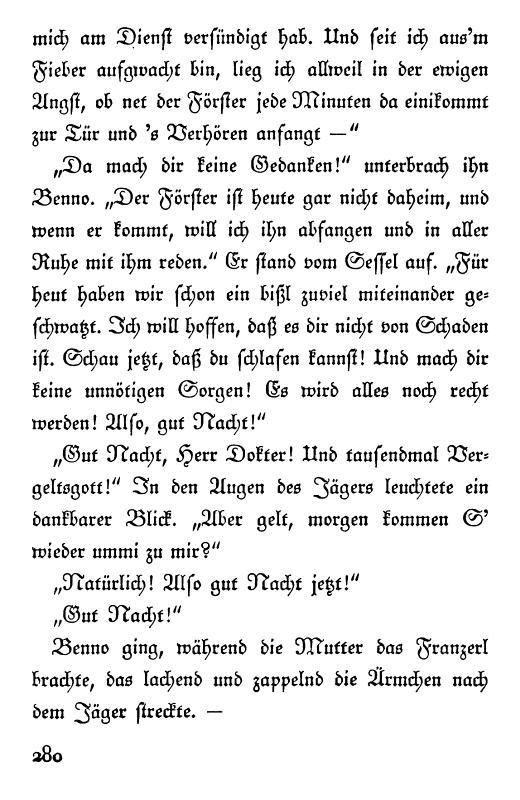 mich am Dienst versündigt hab. Und seit ich aus'm
Fieber aufgwacht bin, lieg ich allweil in der ewigen
Angst, ob net der Förster jede Minuten da einikommt
zur Tür und 's Verhören anfangt —“
„Da mach dir keine Gedanken!“ unterbrach ihn
Benno. „Der Förster ist heute gar nicht daheim, und
wenn er kommt, will ich ihn abfangen und in aller
Ruhe mit ihm reden.“ Er stand vom Sessel auf. „Für
heut haben wir schon ein bißl zuviel miteinander ge-
schwatzt. Ich will hoffen, daß es dir nicht von Schaden
ist. Schau jetzt, daß du schlafen kannst! Und mach dir
keine unnötigen Sorgen! Es wird alles noch recht
werden! Also, gut Nacht!“
„Gut Nacht, Herr Dokter! Und tausendmal Ver-
geltsgott!“ In den Augen des Jägers leuchtete ein
dankbarer Blick. „Aber gelt, morgen kommen S'
wieder ummi zu mir?“
„Natürlich! Also gut Nacht jetzt!“
„Gut Nacht!“
Benno ging, während die Mutter das Franzerl
brachte, das lachend und zappelnd die Ärmchen nach
dem Jäger streckte. —
280